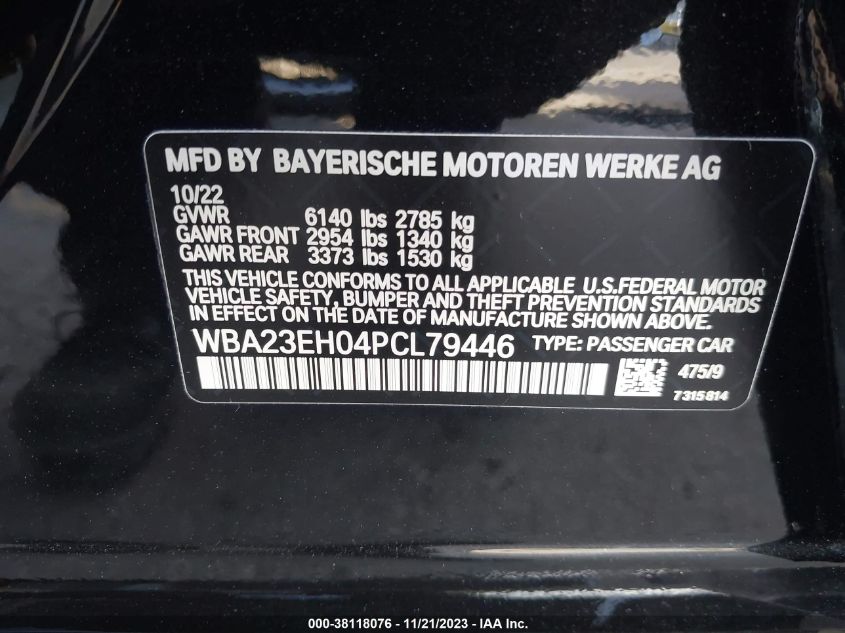 MFD BY BAYERISCHE MOTOREN WERKE AG
10/22
GVWR 6140 lbs 2785 kg
GAWR FRONT 2954 lbs 1340 kg
GAWR REAR 3373 lbs 1530 kg
THIS VEHICLE CONFORMS TO ALL APPLICABLE U.S.FEDERAL MOTOR
VEHICLE SAFETY, BUMPER AND THEFT PREVENTION STANDARDS
IN EFFECT ON THE DATE OF MANUFACTURE SHOWN ABOVE.
WBA23EH04PCL79446 TYPE: PASSENGER CAR
475/9
7315814
000-38118076 - 11/21/2023 - IAA Inc.